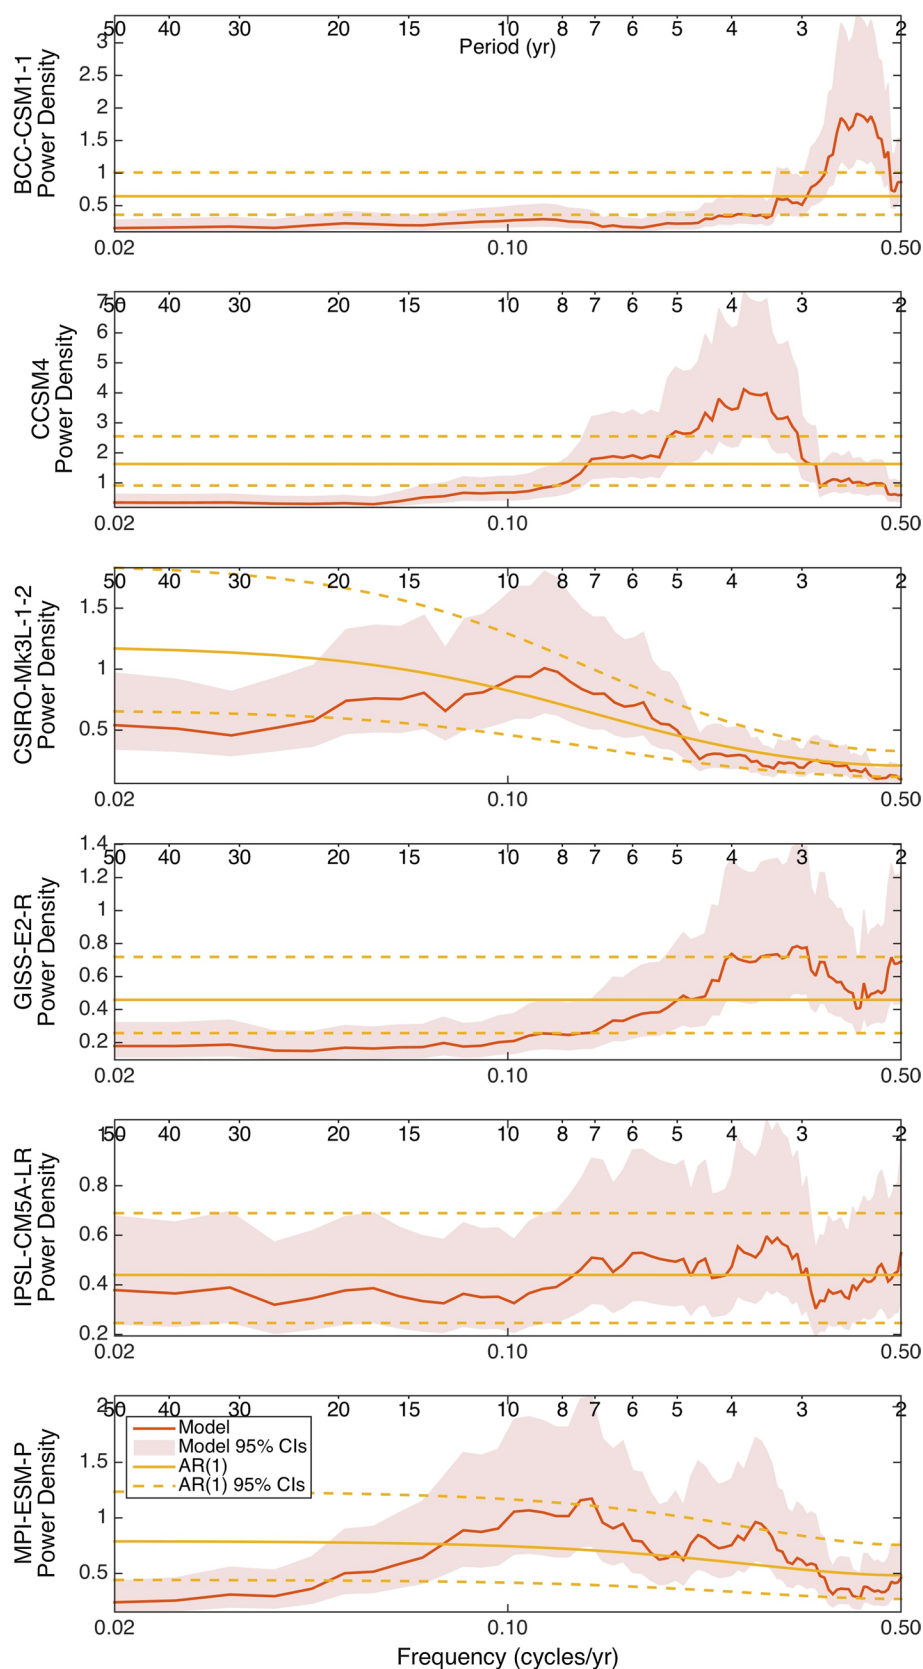 50 40 30 20 15 10 8 7 6 5 4 3 2
Period (yr)
BCC-CSM1-1
Power Density
3
2.5
2
1.5
1
0.5
0.02 0.10 0.50
50 40 30 20 15 10 8 7 6 5 4 3 2
CCSM4
Power Density
7
6
5
4
3
2
1
0.02 0.10 0.50
50 40 30 20 15 10 8 7 6 5 4 3 2
CSIRO-Mk3L-1-2
Power Density
1.5
1
0.5
0.02 0.10 0.50
1.4
50 40 30 20 15 10 8 7 6 5 4 3 2
GISS-E2-R
Power Density
1.2
1
0.8
0.6
0.4
0.2
0.02 0.10 0.50
1
50 40 30 20 15 10 8 7 6 5 4 3 2
IPSL-CM5A-LR
Power Density
0.8
0.6
0.4
0.2
0.02 0.10 0.50
2
50 40 30 20 15 10 8 7 6 5 4 3 2
MPI-ESM-P
Power Density
Model
Model 95% CIs
AR(1)
AR(1) 95% CIs
1.5
1
0.5
0.02 0.10 0.50
Frequency (cycles/yr)